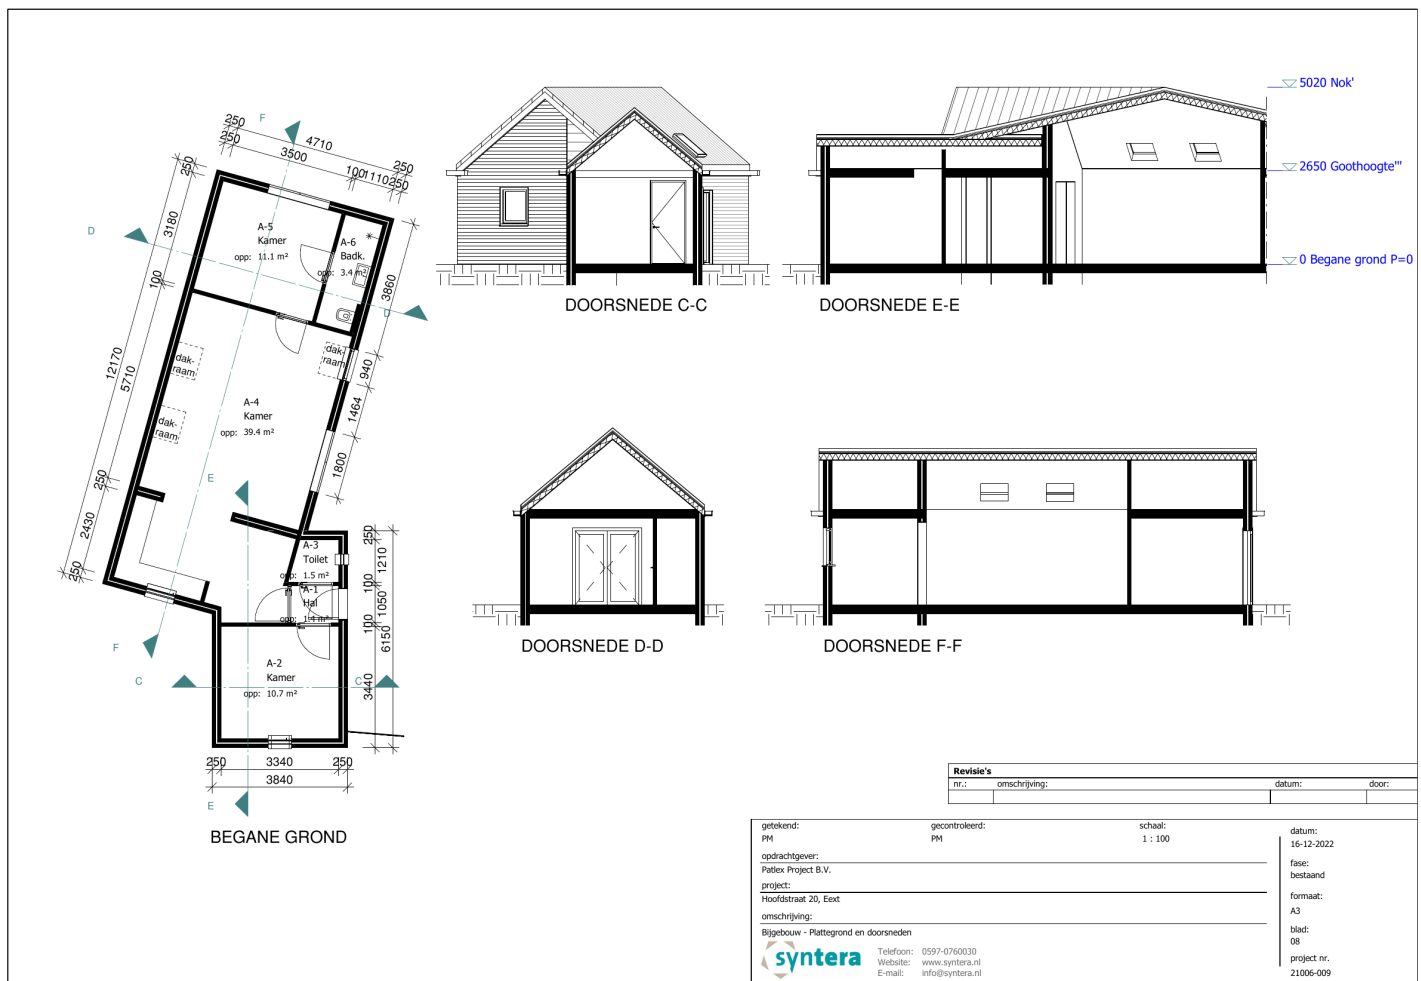 F
250
4710
250
3500
250
100
1110
250
250
3180
D
A-5
Kamer
opp: 11.1 m²
A-6
Badk.
opp: 3.4 m²
3860
D
100
dak-
raam
dak-
raam
940
12170
5710
1464
A-4
Kamer
opp: 39.4 m²
dak-
raam
1800
E
250
2430
250
250
A-3
Toilet
opp: 1.5 m²
1210
100
A-1
Hal
opp: 1.4 m²
1050
100
6150
F
A-2
Kamer
opp: 10.7 m²
C
C
3440
250
3340
250
3840
E
BEGANE GROND
DOORSNEDE C-C
DOORSNEDE E-E
5020 Nok'
2650 Goothoogte'''
0 Begane grond P=0
DOORSNEDE D-D
DOORSNEDE F-F
Revisie's
nr.: omschrijving: datum: door:
getekend: gecontroleerd: schaal:
PM PM 1 : 100
opdrachtgever:
Patlex Project B.V.
project:
Hoofdstraat 20, Eext
omschrijving:
Bijgebouw - Plattegrond en doorsneden
syntera
Telefoon: 0597-0760030
Website: www.syntera.nl
E-mail: info@syntera.nl
datum:
16-12-2022
fase:
bestaand
formaat:
A3
blad:
08
project nr.
21006-009